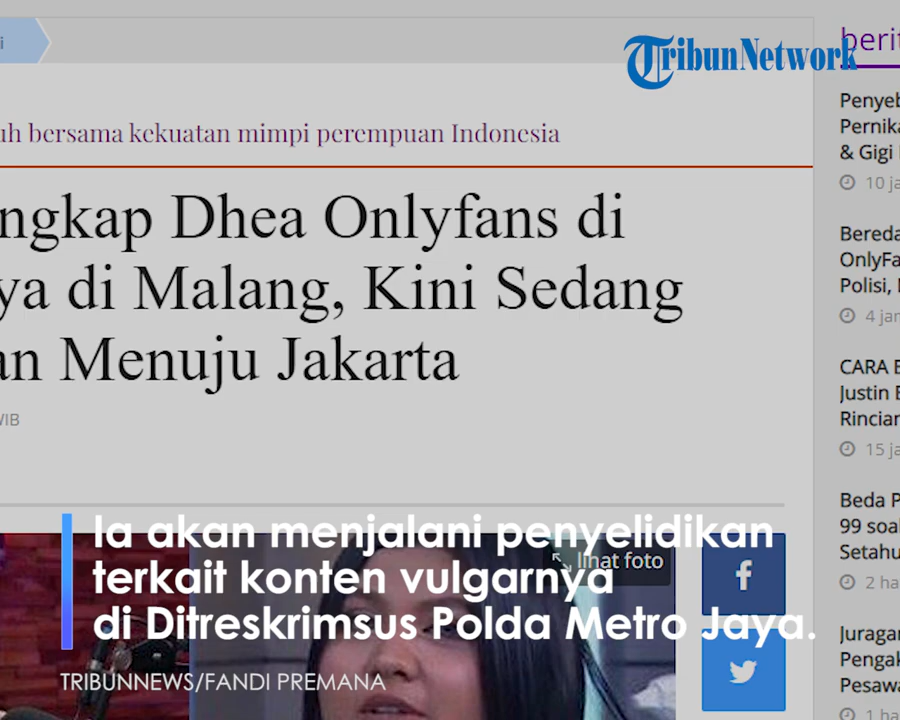 TribunNetwork
uh bersama kekuatan mimpi perempuan Indonesia
ngkap Dhea Onlyfans di
ya di Malang, Kini Sedang
an Menuju Jakarta
WIB
lihat foto
Ia akan menjalani penyelidikan
terkait konten vulgarnya
di Ditreskrimsus Polda Metro Jaya.
TRIBUNNEWS/FANDI PREMANA
berit
Penyeb
Pernika
& Gigi
10 ja
Bereda
OnlyFa
Polisi,
4 jan
CARA B
Justin B
Rincian
15 ja
Beda P
99 soa
Setahu
2 ha
Juragan
Pengak
Pesawa
1 ha